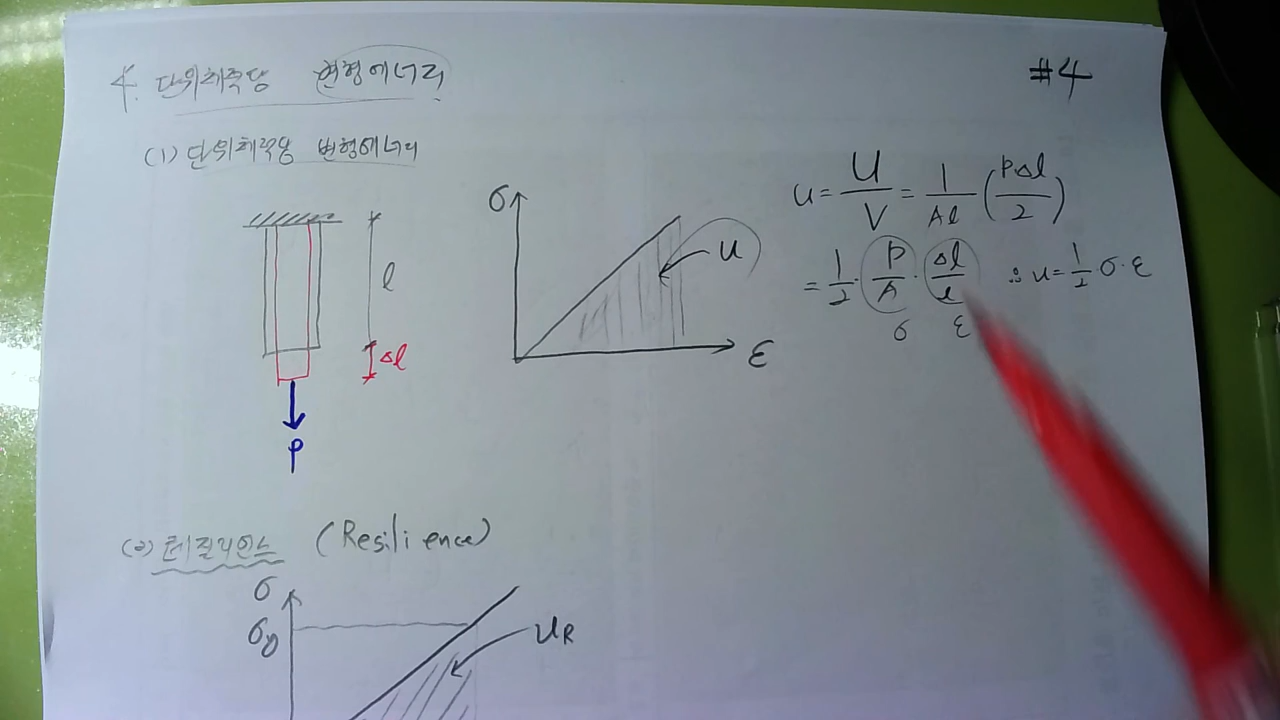 4. 단위체적당 변형에너지
#4
(1) 단위체적당 변형에너지
l
Δl
P
σ
u
ε
u = U/V = 1/Al (PΔl/2)
= 1/2 · P/A · Δl/l ∴ u = 1/2 σ·ε
σ ε
(2) 레질리언스 (Resilience)
σ
uR